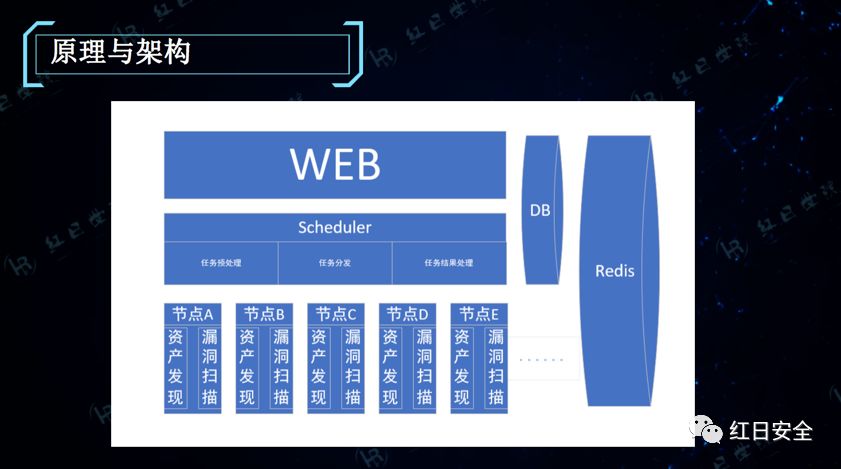 原理与架构
WEB
DB
Redis
Scheduler
任务预处理
任务分发
任务结果处理
节点A
资产发现
漏洞扫描
节点B
资产发现
漏洞扫描
节点C
资产发现
漏洞扫描
节点D
资产发现
漏洞扫描
节点E
资产发现
漏洞扫描
......
红日安全